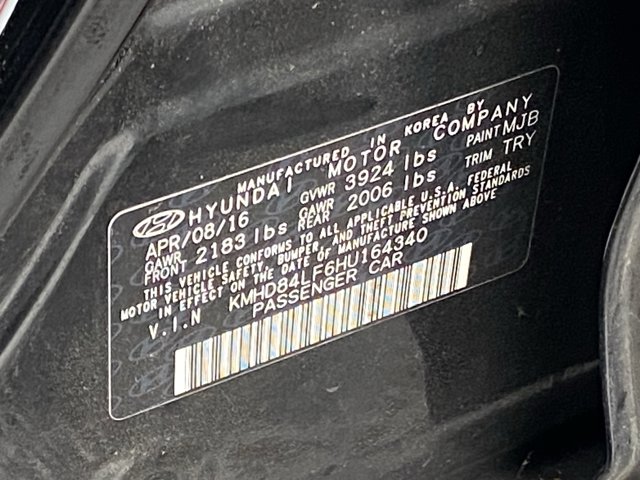 MANUFACTURED IN KOREA BY
HYUNDAI MOTOR COMPANY
APR/08/16 GVWR 3924 lbs PAINT MJB
GAWR FRONT 2183 lbs GAWR REAR 2006 lbs TRIM TRY
THIS VEHICLE CONFORMS TO ALL APPLICABLE U.S.A. FEDERAL
MOTOR VEHICLE SAFETY, BUMPER, AND THEFT PREVENTION STANDARDS
IN EFFECT ON THE DATE OF MANUFACTURE SHOWN ABOVE
V.I.N KMHD84LF6HU164340
PASSENGER CAR